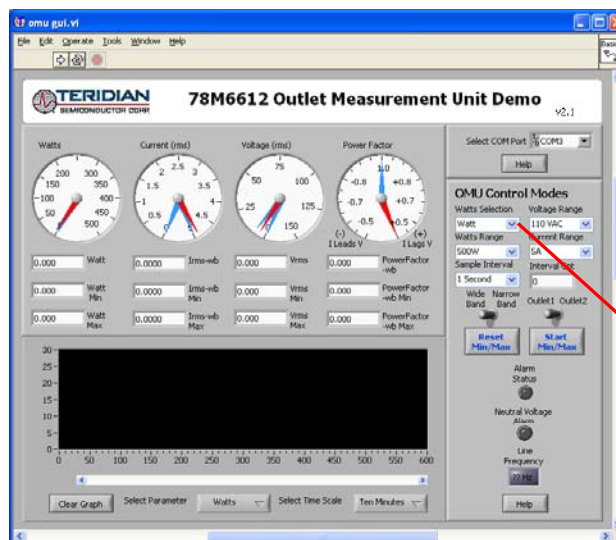 omu gui.vi
File Edit Operate Tools Window Help
TERIDIAN
SEMICONDUCTOR CORP.
78M6612 Outlet Measurement Unit Demo
v2.1
Select COM Port COM3
Help
Watts Current (rms) Voltage (rms) Power Factor
0 50 100 150 200 300 400 450 500
0 0.5 1 1.5 2 2.5 3 3.5 4 5
0 25 50 75 100 125 150
-0.5 -0.7 -0.8 1.0 +0.8 +0.7 +0.5
(-) (+)
I Leads V I Lags V
0.000 Watt 0.0000 Irms-wb 0.000 Vrms 0.000 PowerFactor -wb
0.000 Watt Min 0.0000 Irms-wb Min 0.000 Vrms Min 0.000 PowerFactor -wb Min
0.000 Watt Max 0.0000 Irms-wb Max 0.000 Vrms Max 0.000 PowerFactor -wb Max
OMU Control Modes
Watts Selection Voltage Range
Watt 110 VAC
Watts Range Current Range
500W 5A
Sample Interval Interval Cnt
1 Second 0
Wide Band Narrow Band Outlet1 Outlet2
Reset Min/Max
Start Min/Max
Alarm Status
Neutral Voltage Alarm
Line Frequency
?? Hz
Help
30
25
20
15
10
5
0
0 50 100 150 200 250 300 350 400 450 500 550 600
Clear Graph Select Parameter Watts Select Time Scale Ten Minutes